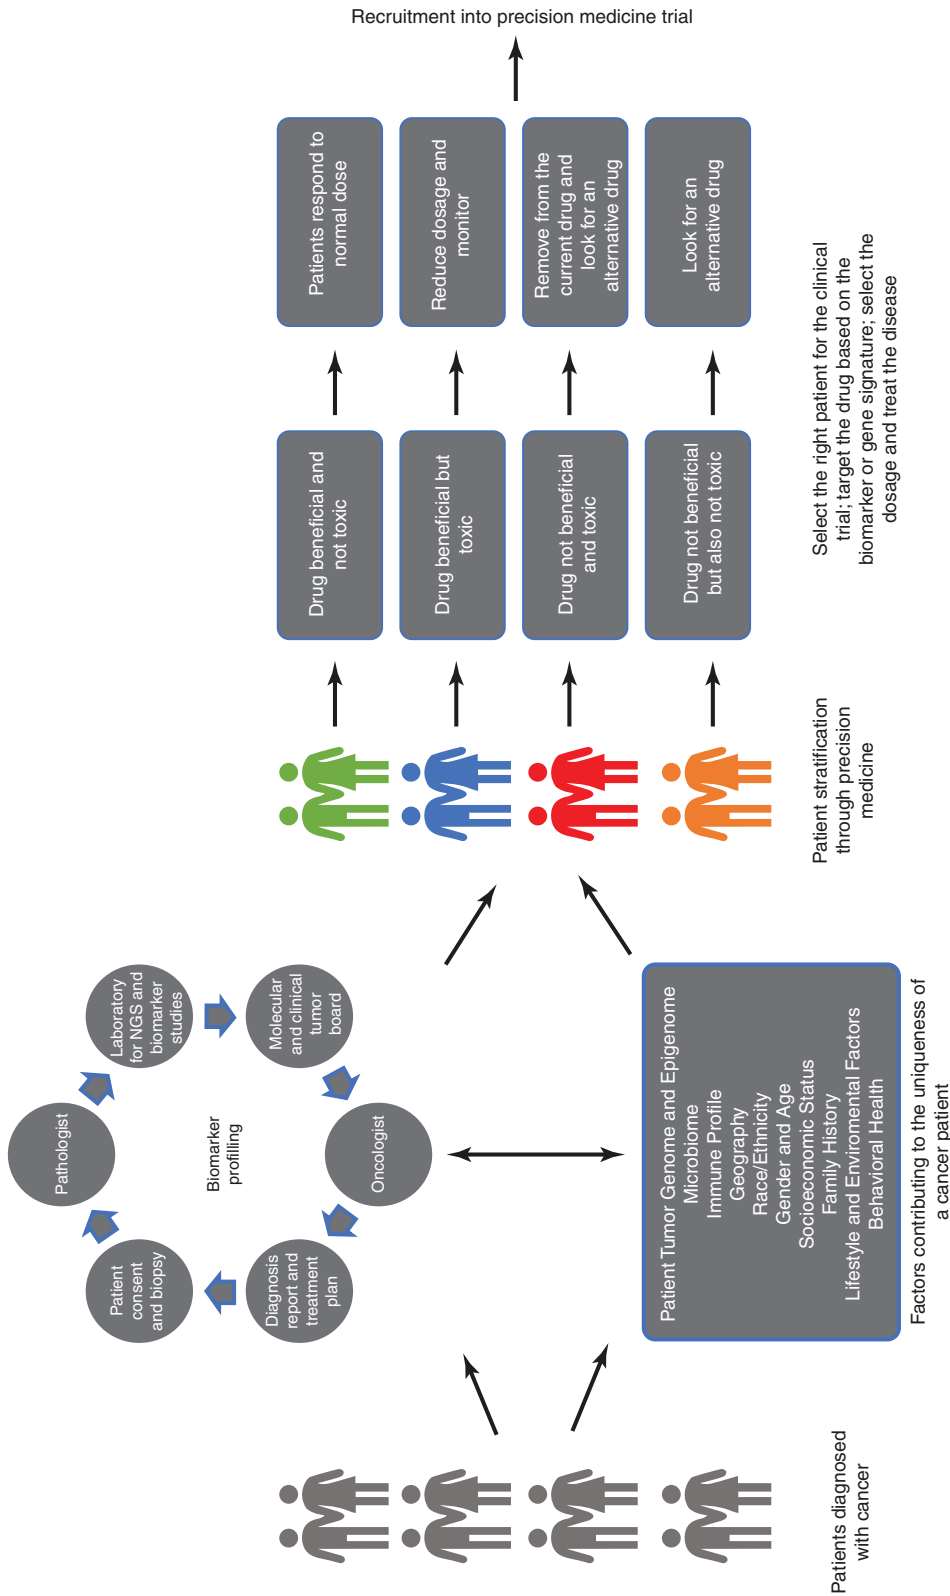 Patients diagnosed
with cancer
Patient
consent
and biopsy
Pathologist
Laboratory
for NGS and
biomarker
studies
Molecular
and clinical
tumor
board
Oncologist
Diagnosis
report and
treatment
plan
Biomarker
profilling
Patient Tumor Genome and Epigenome
Microbiome
Immune Profile
Geography
Race/Ethnicity
Gender and Age
Socioeconomic Status
Family History
Lifestyle and Enviromental Factors
Behavioral Health
Factors contributing to the uniqueness of
a cancer patient
Patient stratification
through precision
medicine
Drug beneficial and
not toxic
Drug beneficial but
toxic
Drug not beneficial
and toxic
Drug not beneficial
but also not toxic
Patients respond to
normal dose
Reduce dosage and
monitor
Remove from the
current drug and
look for an
alternative drug
Look for an
alternative drug
Select the right patient for the clinical
trial; target the drug based on the
biomarker or gene signature; select the
dosage and treat the disease
Recruitment into precision medicine trial